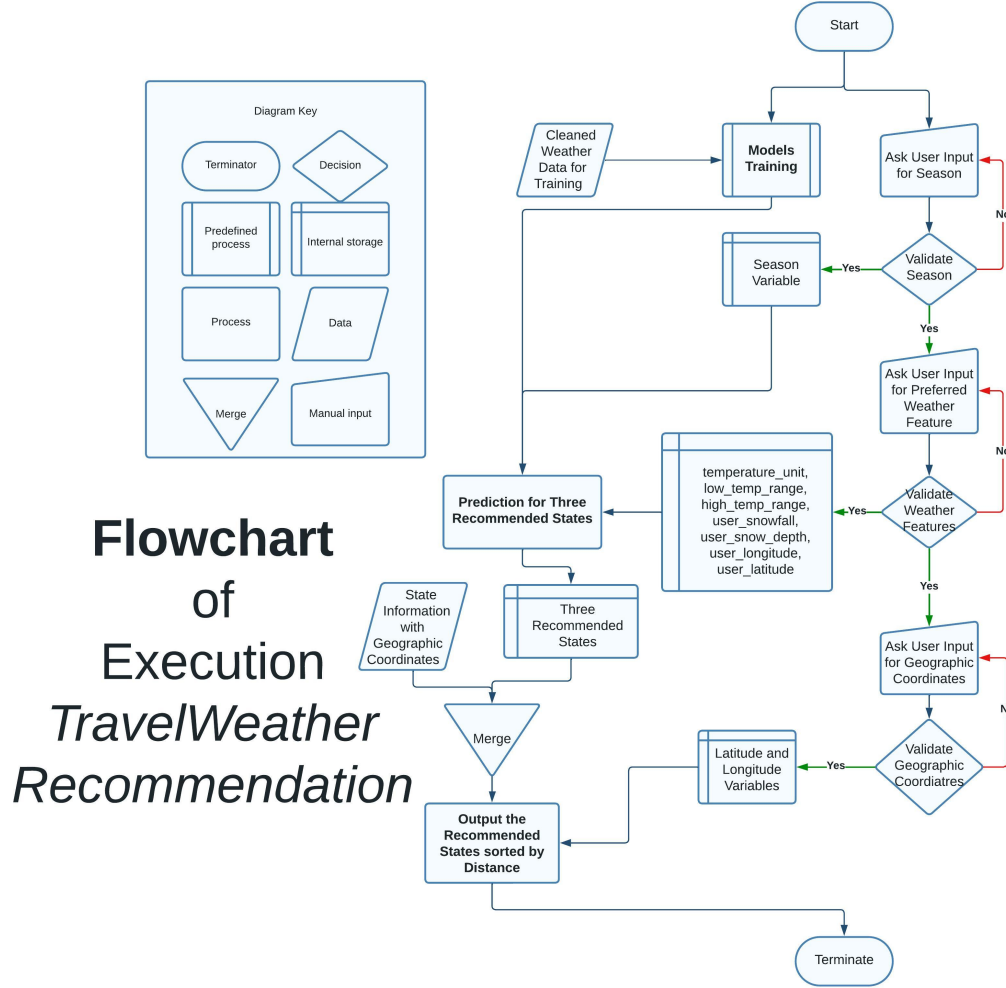 Start
Diagram Key
Terminator
Decision
Predefined
process
Internal storage
Process
Data
Merge
Manual input
Cleaned
Weather
Data for
Training
Models
Training
Ask User Input
for Season
No
Season
Variable
Yes
Validate
Season
Yes
Ask User Input
for Preferred
Weather
Feature
Prediction for Three
Recommended States
temperature_unit,
low_temp_range,
high_temp_range,
user_snowfall,
user_snow_depth,
user_longitude,
user_latitude
Yes
Validate
Weather
Features
No
Yes
Flowchart
of
Execution
TravelWeather
Recommendation
State
Information
with
Geographic
Coordinates
Three
Recommended
States
Ask User Input
for Geographic
Coordinates
Merge
Latitude and
Longitude
Variables
Yes
Validate
Geographic
Coordiatres
Output the
Recommended
States sorted by
Distance
Terminate